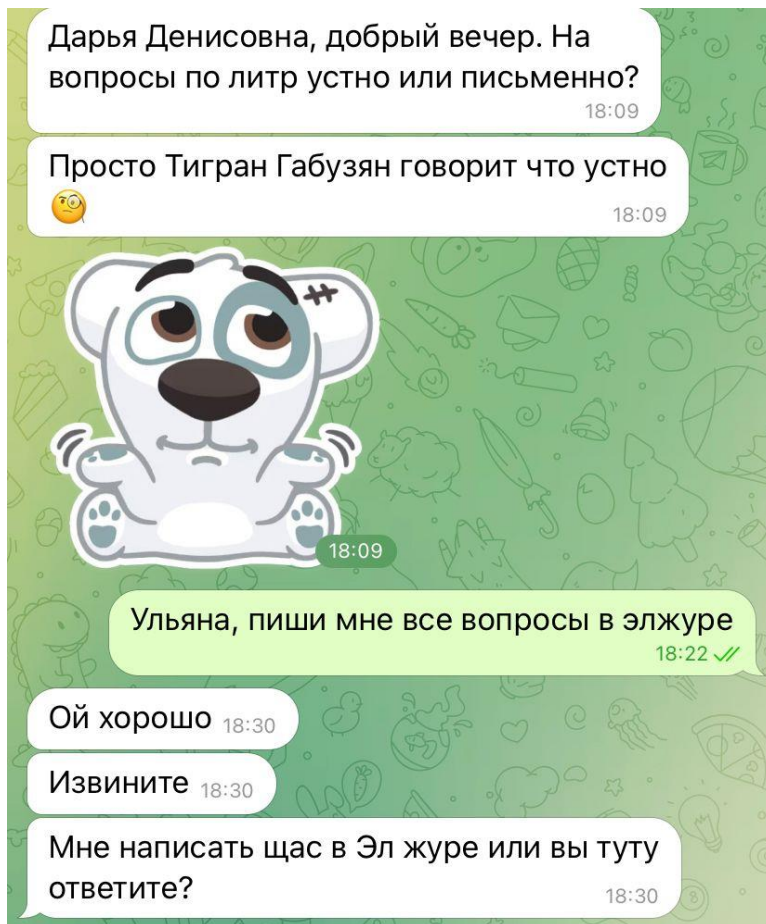 Дарья Денисовна, добрый вечер. На
вопросы по литр устно или письменно?
18:09
Просто Тигран Габузян говорит что устно
🧐
18:09
18:09
Ульяна, пиши мне все вопросы в элжуре
18:22
Ой хорошо 18:30
Извините 18:30
Мне написать щас в Эл журе или вы туту
ответите?
18:30